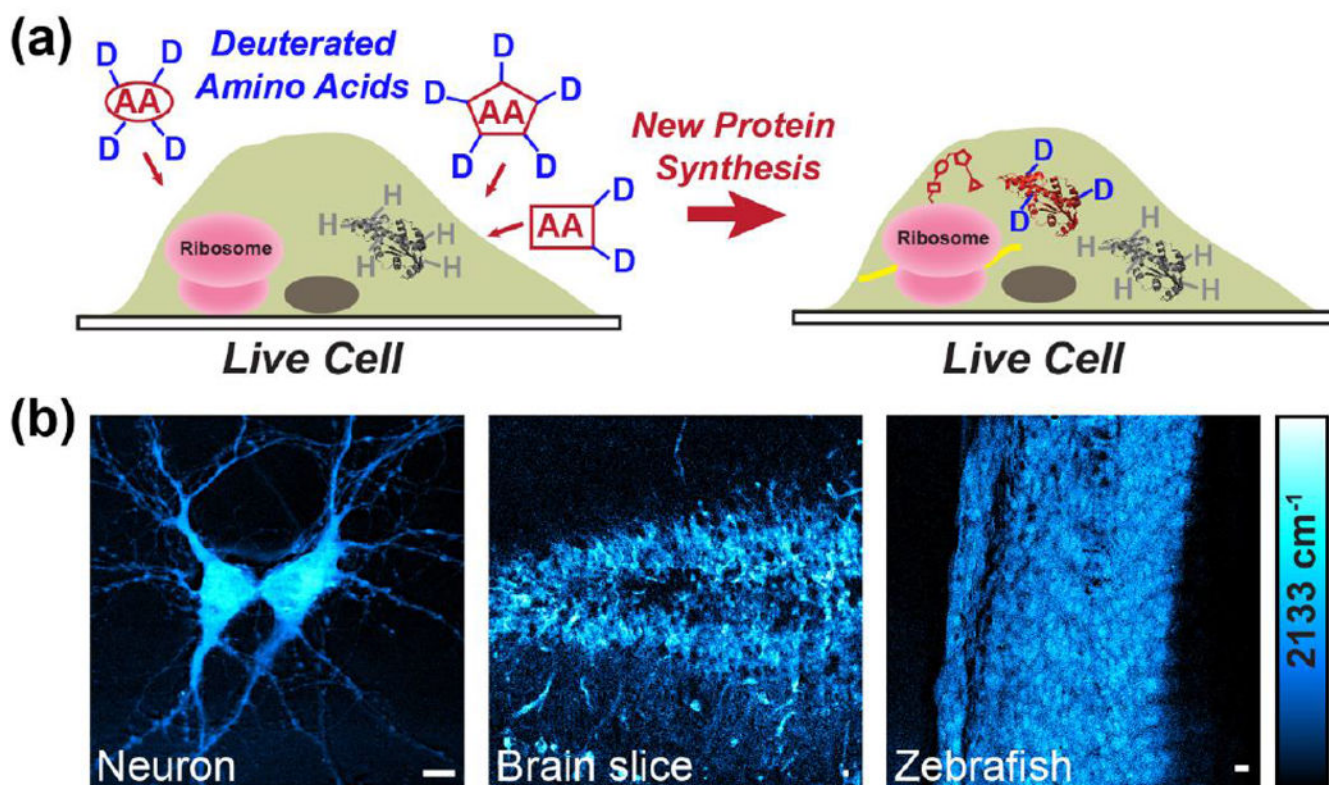 (a)
Deuterated
Amino Acids
D D
AA
D D
D
D D
AA
D D
D
AA
D
New Protein
Synthesis
Ribosome
H
H H
H H
Live Cell
D
D
D
Ribosome
H
H H
H H
Live Cell
(b)
Neuron
Brain slice
Zebrafish
2133 cm⁻¹